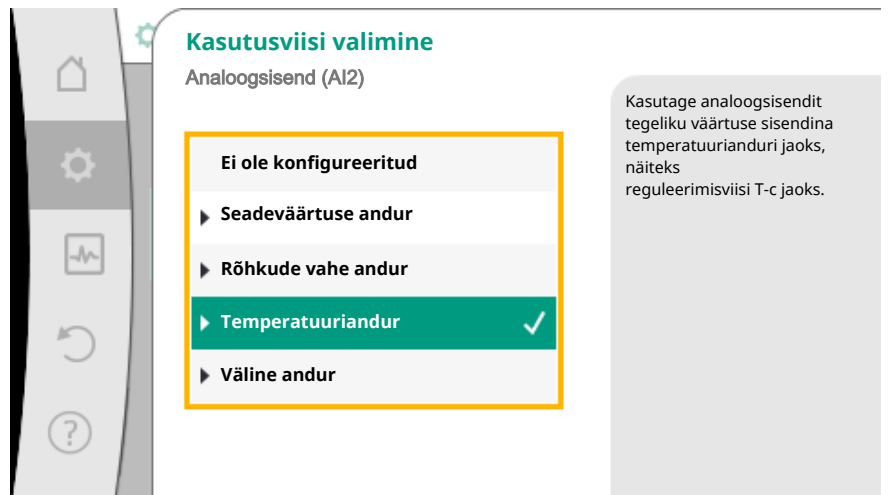 Kasutusviisi valimine
Analoogsisend (AI2)
Ei ole konfigureeritud
Seadeväärtuse andur
Rõhkude vahe andur
Temperatuuriandur
Väline andur
Kasutage analoogsisendit
tegeliku väärtuse sisendina
temperatuurianduri jaoks,
näiteks
reguleerimisviisi T-c jaoks.
?